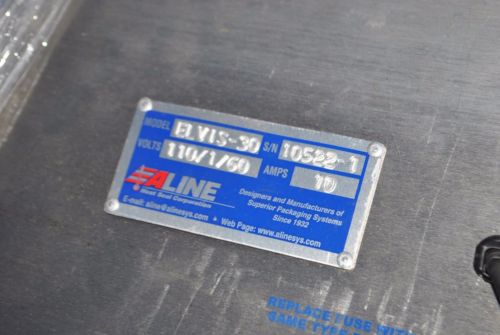 MODEL ELVIS-30 S/N 10522-1
VOLTS 110/1/60 AMPS 10
ALINE
Heat Seal Corporation
Designers and Manufacturers of
Superior Packaging Systems
Since 1932
E-mail: aline@alinesys.com • Web Page: www.alinesys.com
REPLACE FUSE WITH
SAME TYPE